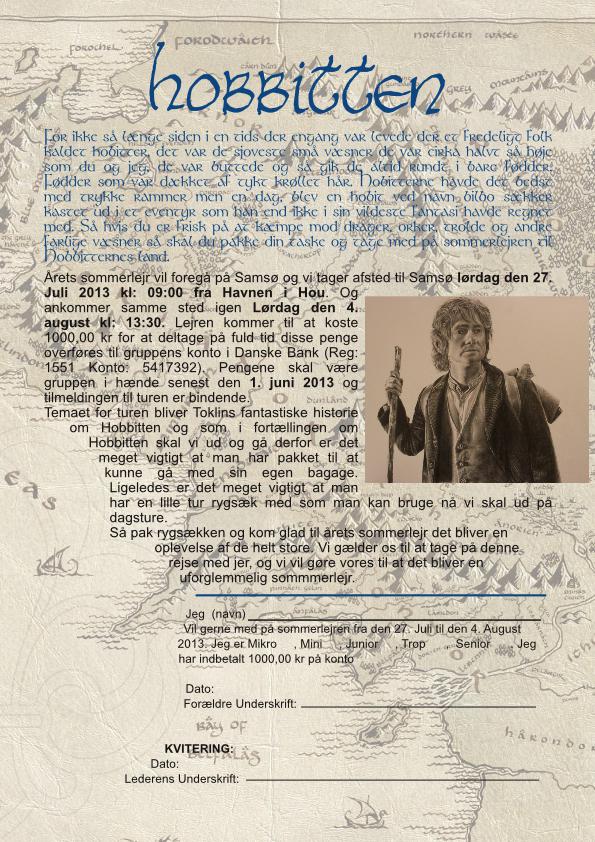 FOROCHEL
FORODWAITH
NORTHERN WASTE
GREY
MOUNTAINS
hobbitten
For ikke så længe siden i en tids der engang var levede der et fredeligt folk
kaldet hobitter, det var de sjoveste små væsner de var cirka halvt så høje
som du og jeg, de var buttede og så gik de altid rundt i bare fødder,
Fødder som var dækket af tykt krøllet hår. Hobitterne havde det bedst
med trykke rammer men en dag, blev en hobit ved navn bilbo sækker
kastet ud i et eventyr som han end ikke i sin vildeste fantasi havde regnet
med. Så hvis du er frisk på at kæmpe mod drager, orker, trolde og andre
farlige væsner så skal du pakke din taske og tage med på sommerlejren til
Hobbitternes land.
Årets sommerlejr vil foregå på Samsø og vi tager afsted til Samsø lørdag den 27.
Juli 2013 kl: 09:00 fra Havnen i Hou. Og
ankommer samme sted igen Lørdag den 4.
august kl: 13:30. Lejren kommer til at koste
1000,00 kr for at deltage på fuld tid disse penge
overføres til gruppens konto i Danske Bank (Reg:
1551 Konto: 5417392). Pengene skal være
gruppen i hænde senest den 1. juni 2013 og
tilmeldingen til turen er bindende.
DUNLAND
Temaet for turen bliver Toklins fantastiske historie
om Hobbitten og som i fortællingen om
Hobbitten skal vi ud og gå derfor er det
meget vigtigt at man har pakket til at
kunne gå med sin egen bagage.
Ligeledes er det meget vigtigt at man
har en lille tur rygsæk med som man kan bruge nå vi skal ud på
dagsture.
Så pak rygsækken og kom glad til årets sommerlejr det bliver en
oplevelse af de helt store. Vi gælder os til at tage på denne
rejse med jer, og vi vil gøre vores til at det bliver en
uforglemmelig sommmerlejr.
Jeg (navn)
Vil gerne med på sommerlejren fra den 27. Juli til den 4. August
2013. Jeg er Mikro , Mini , Junior , Trop Senior . Jeg
har indbetalt 1000,00 kr på konto
Dato:
Forældre Underskrift:
BAY OF
BELFALAS
HARONDOR
KVITERING:
Dato:
Lederens Underskrift: